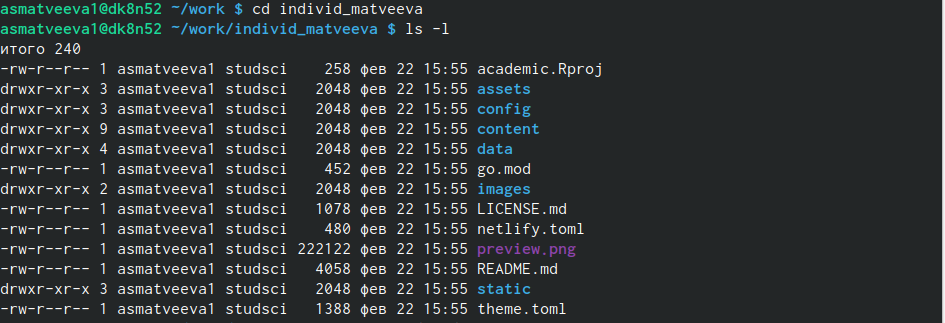 asmatveeva1@dk8n52 ~/work $ cd individ_matveeva
asmatveeva1@dk8n52 ~/work/individ_matveeva $ ls -l
итого 240
-rw-r--r-- 1 asmatveeva1 studsci    258 фев 22 15:55 academic.Rproj
drwxr-xr-x 3 asmatveeva1 studsci   2048 фев 22 15:55 assets
drwxr-xr-x 3 asmatveeva1 studsci   2048 фев 22 15:55 config
drwxr-xr-x 9 asmatveeva1 studsci   2048 фев 22 15:55 content
drwxr-xr-x 4 asmatveeva1 studsci   2048 фев 22 15:55 data
-rw-r--r-- 1 asmatveeva1 studsci    452 фев 22 15:55 go.mod
drwxr-xr-x 2 asmatveeva1 studsci   2048 фев 22 15:55 images
-rw-r--r-- 1 asmatveeva1 studsci   1078 фев 22 15:55 LICENSE.md
-rw-r--r-- 1 asmatveeva1 studsci    480 фев 22 15:55 netlify.toml
-rw-r--r-- 1 asmatveeva1 studsci 222122 фев 22 15:55 preview.png
-rw-r--r-- 1 asmatveeva1 studsci   4058 фев 22 15:55 README.md
drwxr-xr-x 3 asmatveeva1 studsci   2048 фев 22 15:55 static
-rw-r--r-- 1 asmatveeva1 studsci   1388 фев 22 15:55 theme.toml